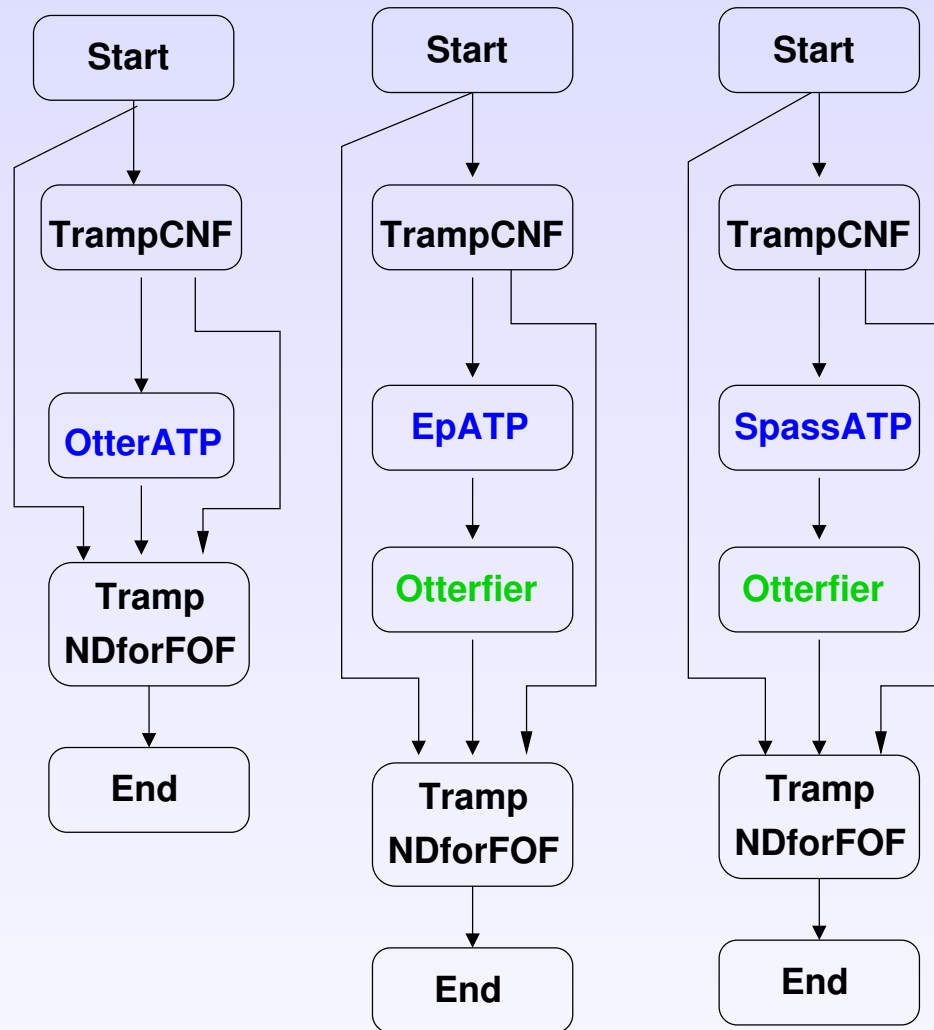 Start
TrampCNF
OtterATP
Tramp
NDforFOF
End
Start
TrampCNF
EpATP
Otterfier
Tramp
NDforFOF
End
Start
TrampCNF
SpassATP
Otterfier
Tramp
NDforFOF
End